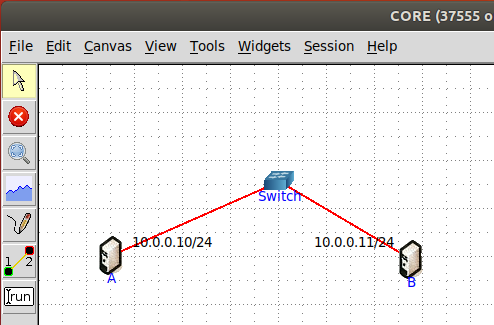 CORE (37555 o
File Edit Canvas View Tools Widgets Session Help
Switch
10.0.0.10/24
10.0.0.11/24
A
B
1 2
run